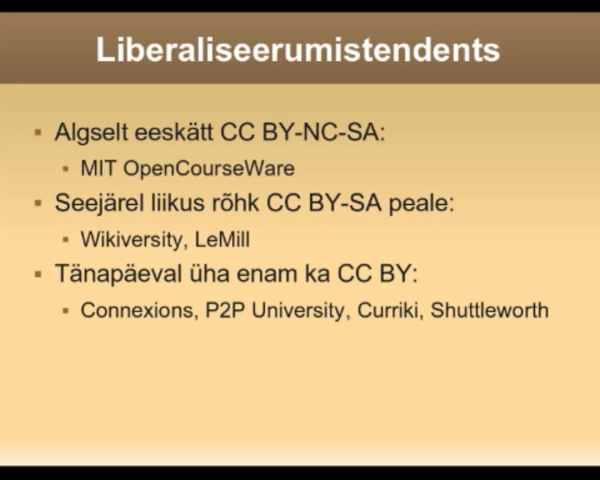 Liberaliseerumistendents
Algselt eeskätt CC BY-NC-SA:
MIT OpenCourseWare
Seejärel liikus rõhk CC BY-SA peale:
Wikiversity, LeMill
Tänapäeval üha enam ka CC BY:
Connexions, P2P University, Curriki, Shuttleworth